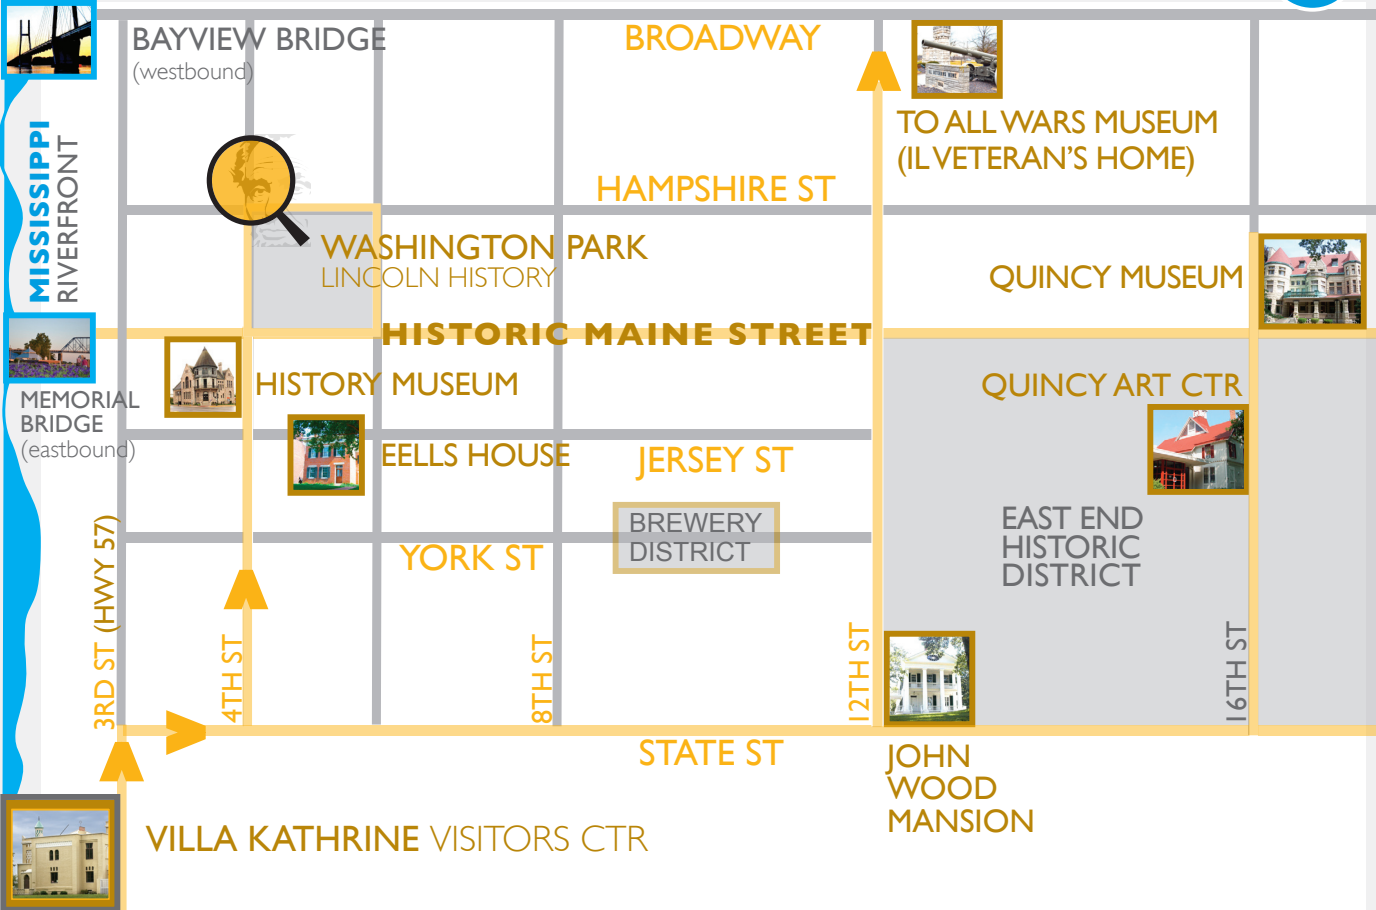 BAYVIEW BRIDGE
(westbound)
BROADWAY
TO ALL WARS MUSEUM
(IL VETERAN'S HOME)
MISSISSIPPI
RIVERFRONT
HAMPSHIRE ST
WASHINGTON PARK
LINCOLN HISTORY
QUINCY MUSEUM
HISTORIC MAINE STREET
HISTORY MUSEUM
QUINCY ART CTR
MEMORIAL
BRIDGE
(eastbound)
EELLS HOUSE
JERSEY ST
BREWERY
DISTRICT
YORK ST
EAST END
HISTORIC
DISTRICT
3RD ST (HWY 57)
4TH ST
8TH ST
12TH ST
16TH ST
STATE ST
JOHN
WOOD
MANSION
VILLA KATHRINE VISITORS CTR